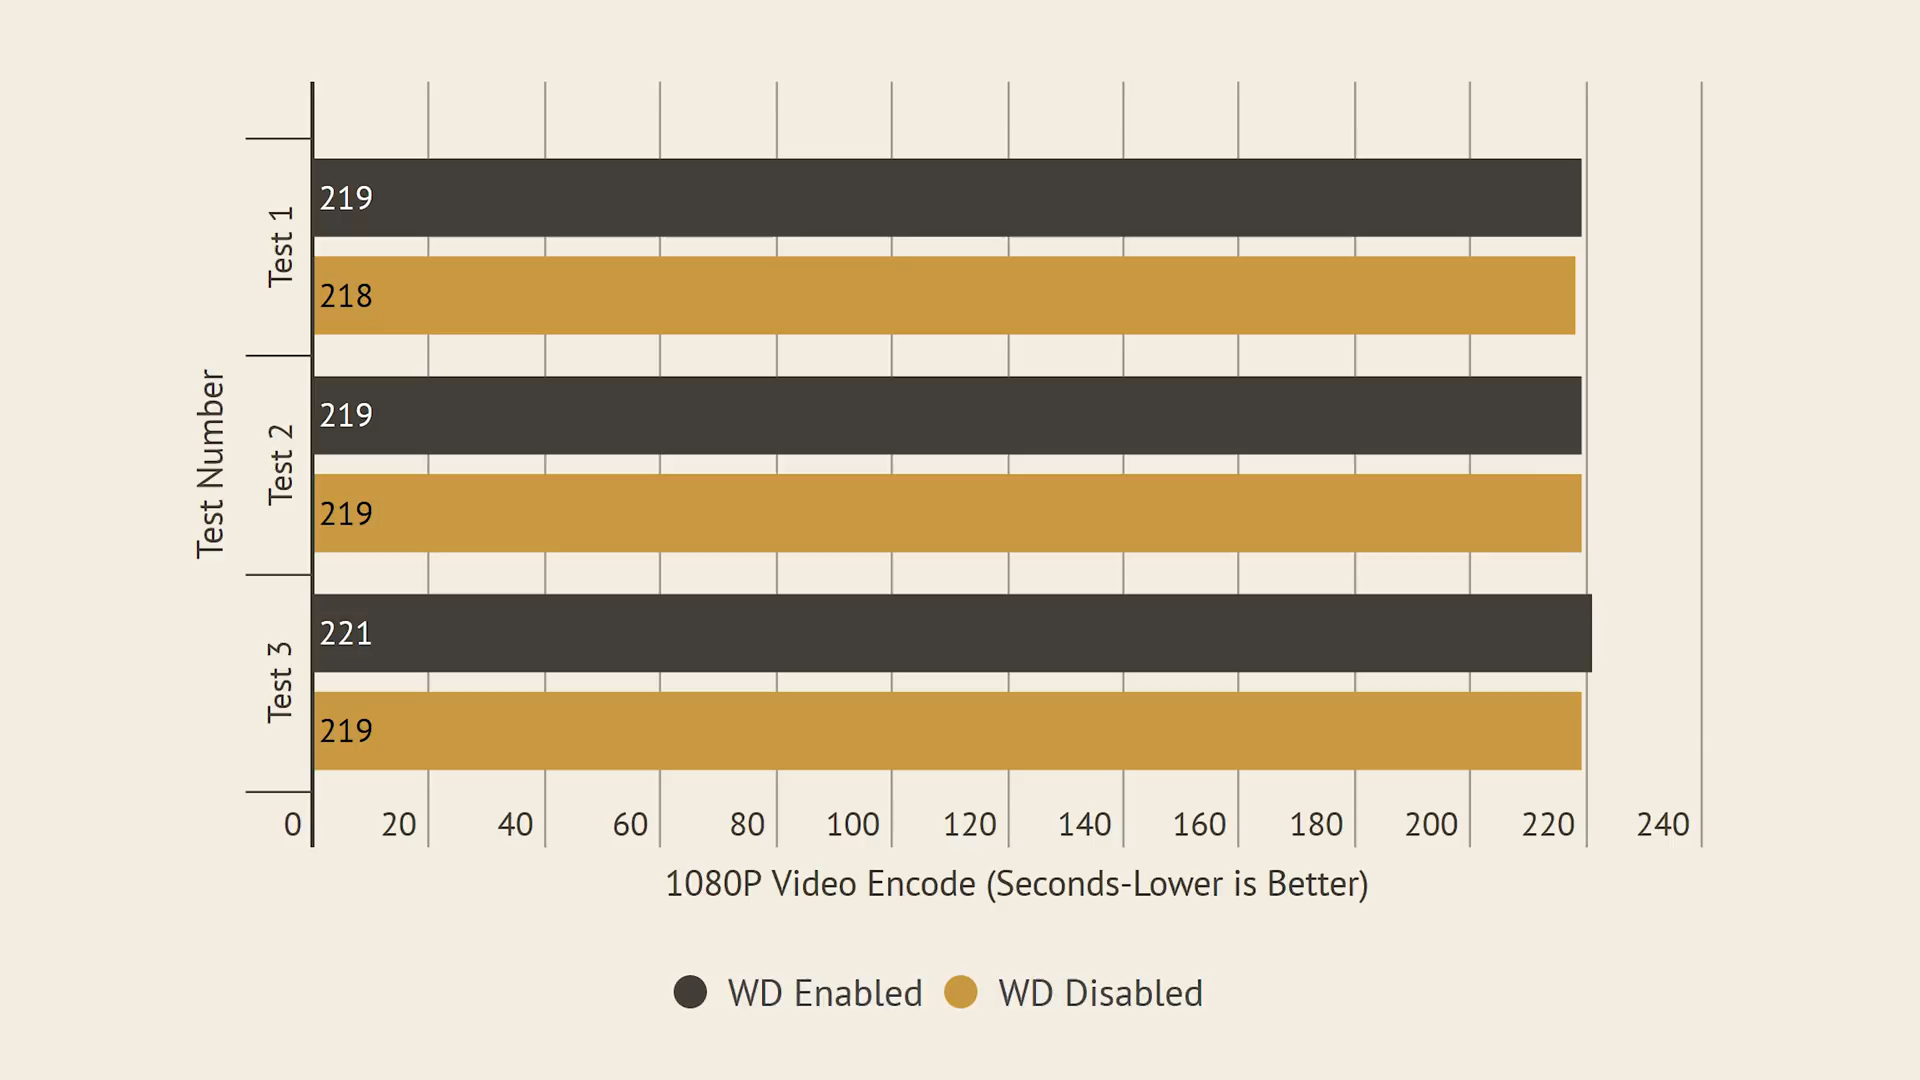 Test Number
Test 1
219
218
Test 2
219
219
Test 3
221
219
0 20 40 60 80 100 120 140 160 180 200 220 240
1080P Video Encode (Seconds-Lower is Better)
WD Enabled WD Disabled